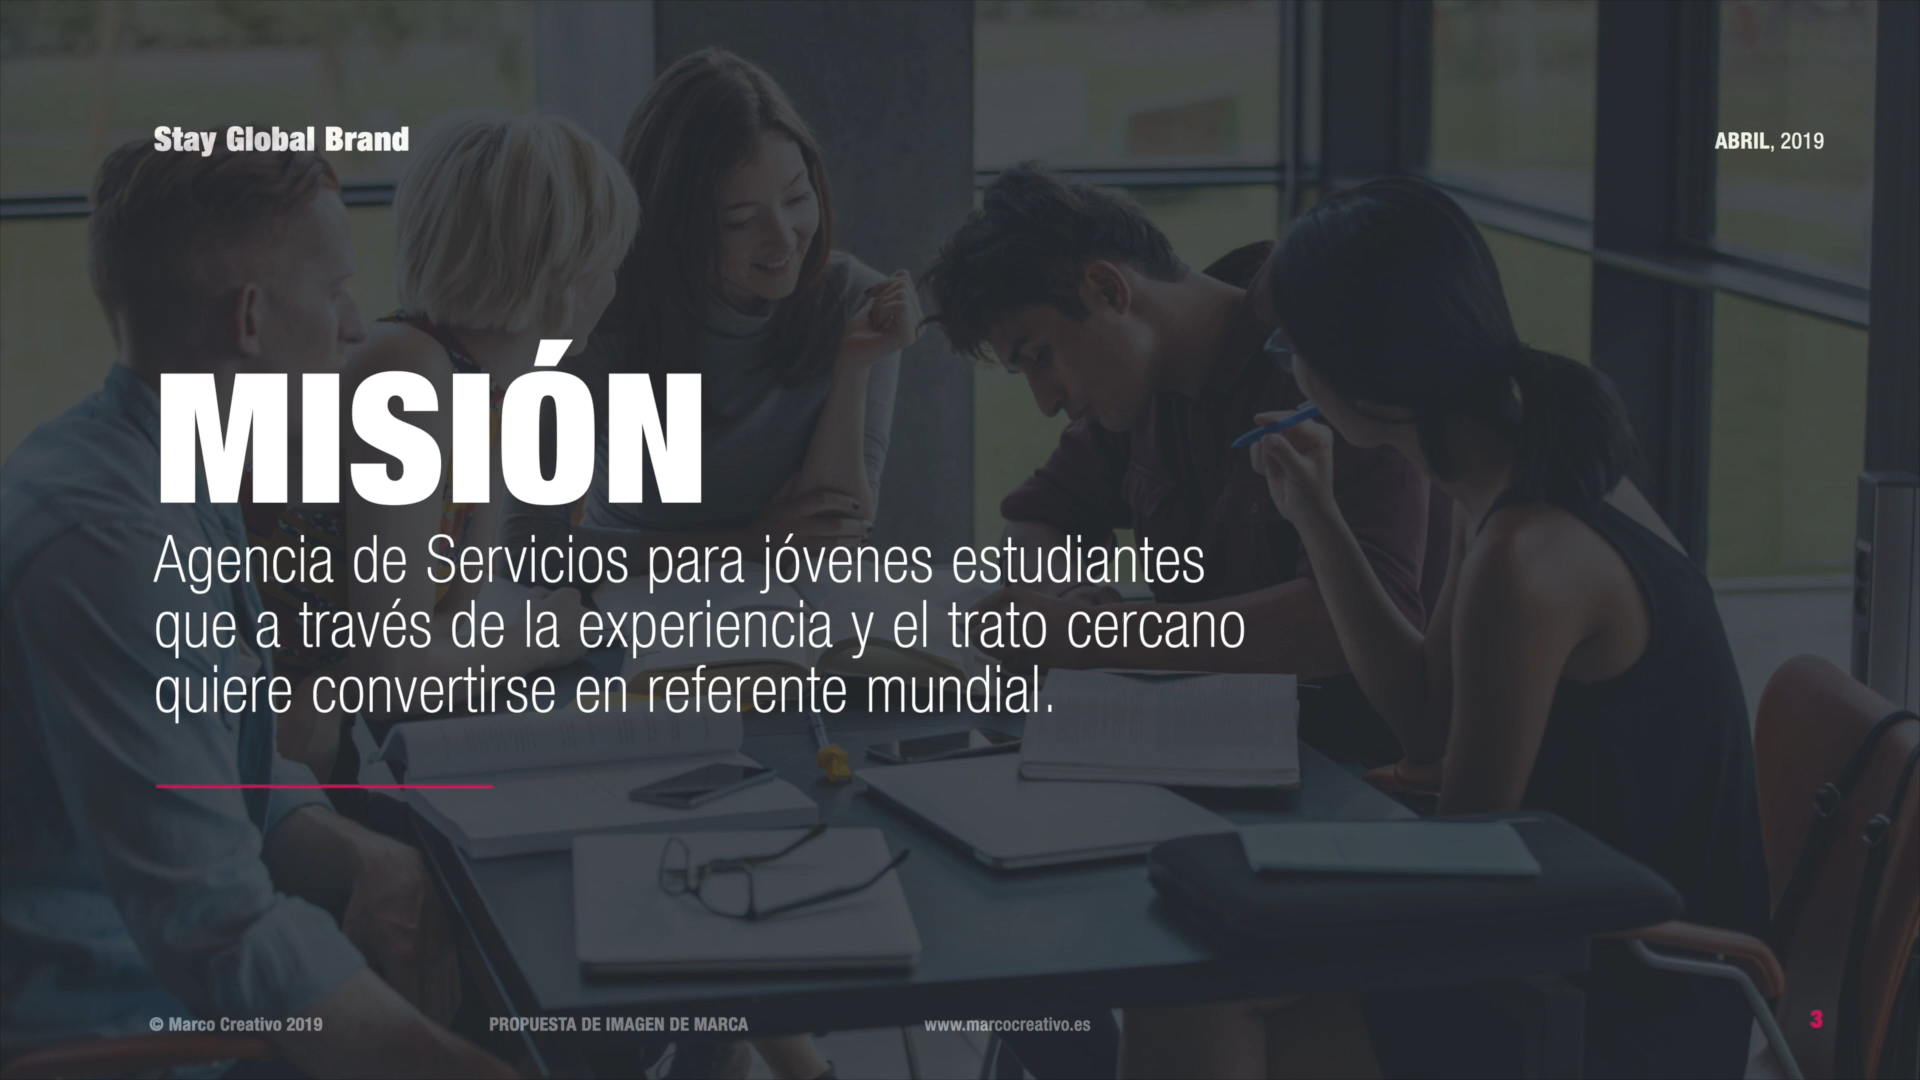 Stay Global Brand
ABRIL, 2019
MISIÓN
Agencia de Servicios para jóvenes estudiantes
que a través de la experiencia y el trato cercano
quiere convertirse en referente mundial.
© Marco Creativo 2019
PROPUESTA DE IMAGEN DE MARCA
www.marcocreativo.es
3